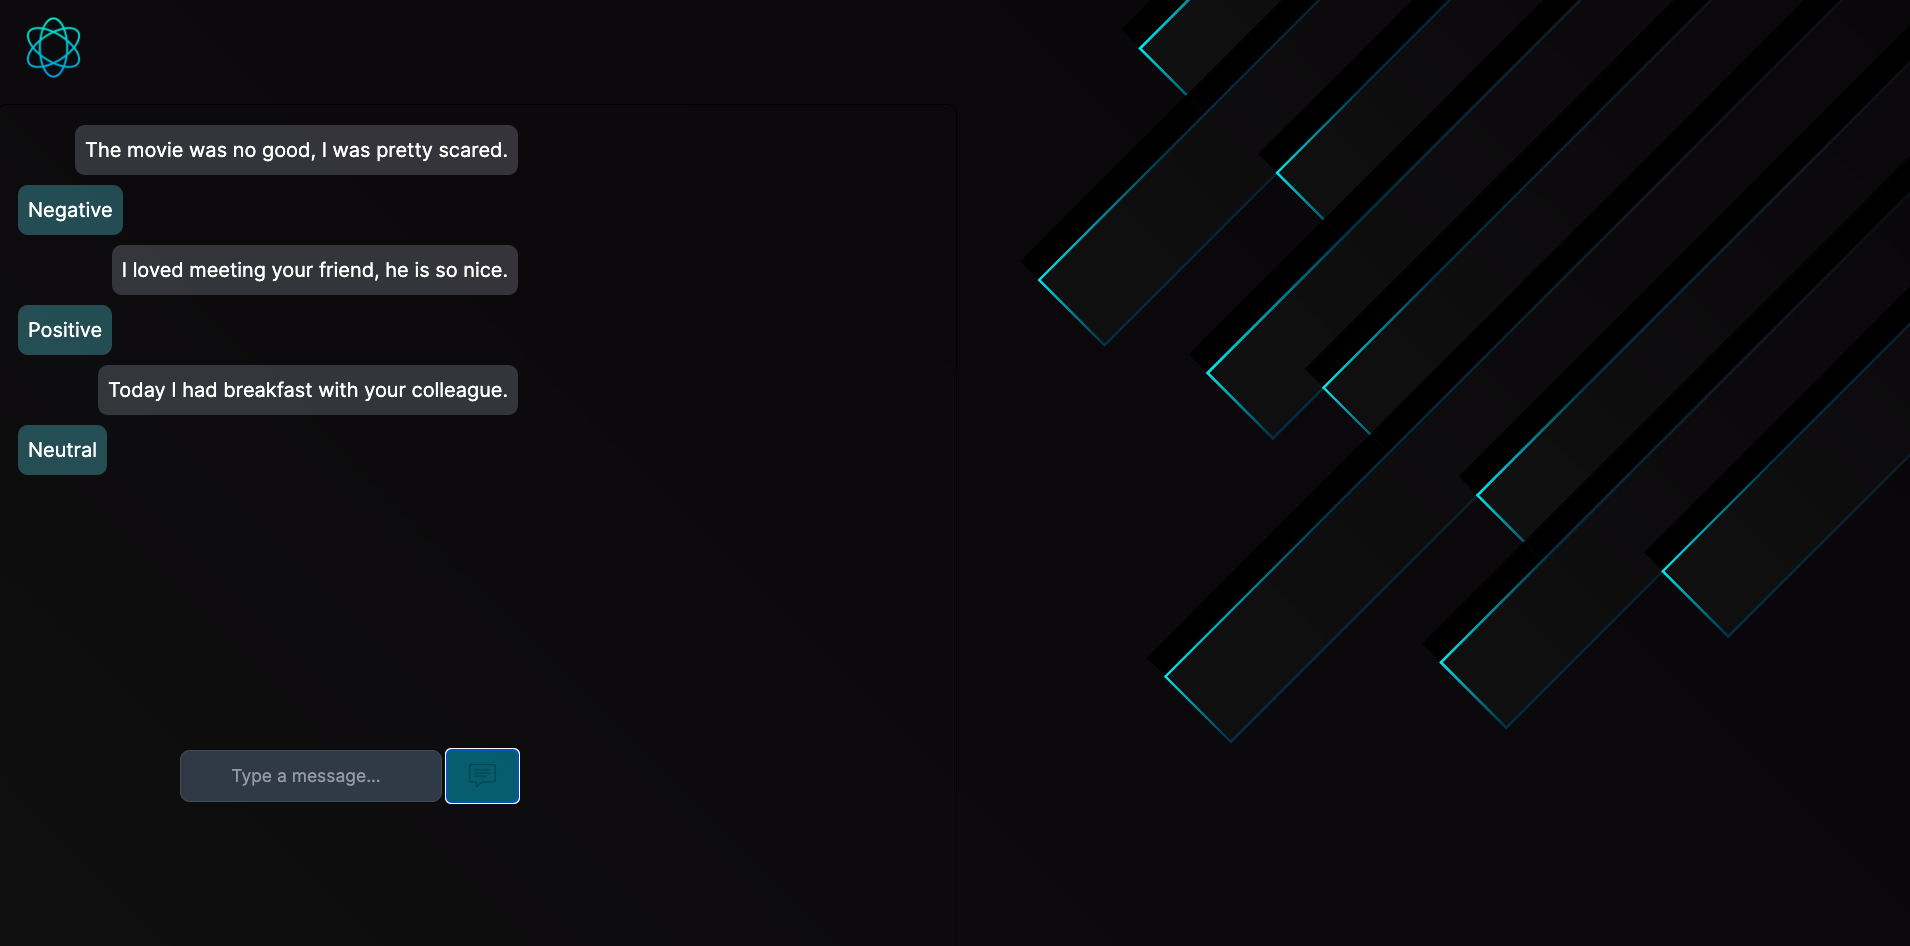 The movie was no good, I was pretty scared.
Negative
I loved meeting your friend, he is so nice.
Positive
Today I had breakfast with your colleague.
Neutral
Type a message...